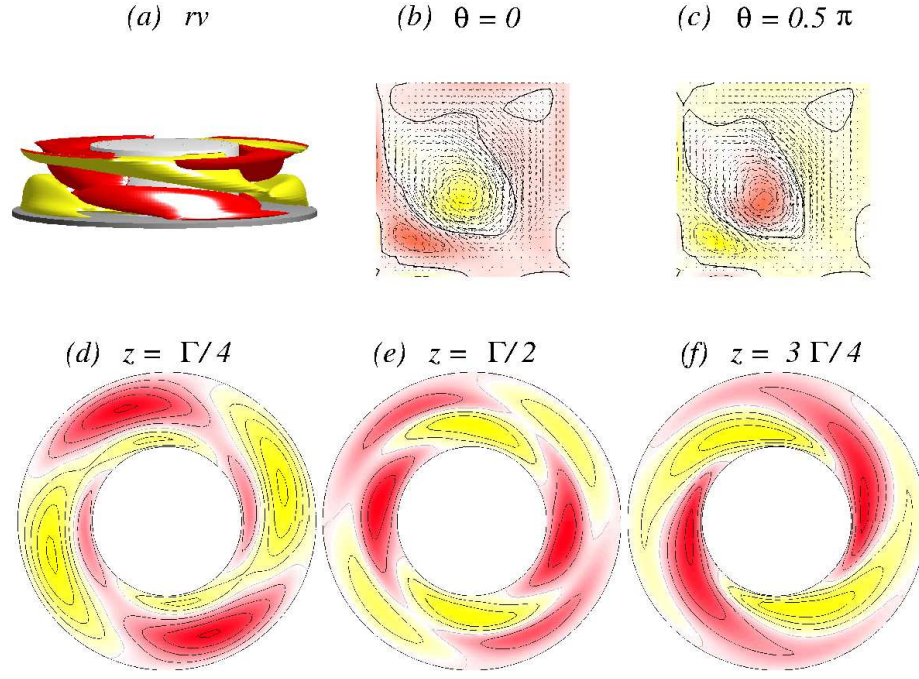 (a) rv
(b) θ = 0
(c) θ = 0.5 π
(d) z = Γ/4
(e) z = Γ/2
(f) z = 3 Γ/4